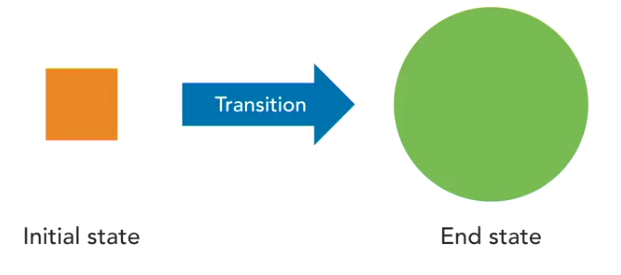 Transition
Initial state
End state